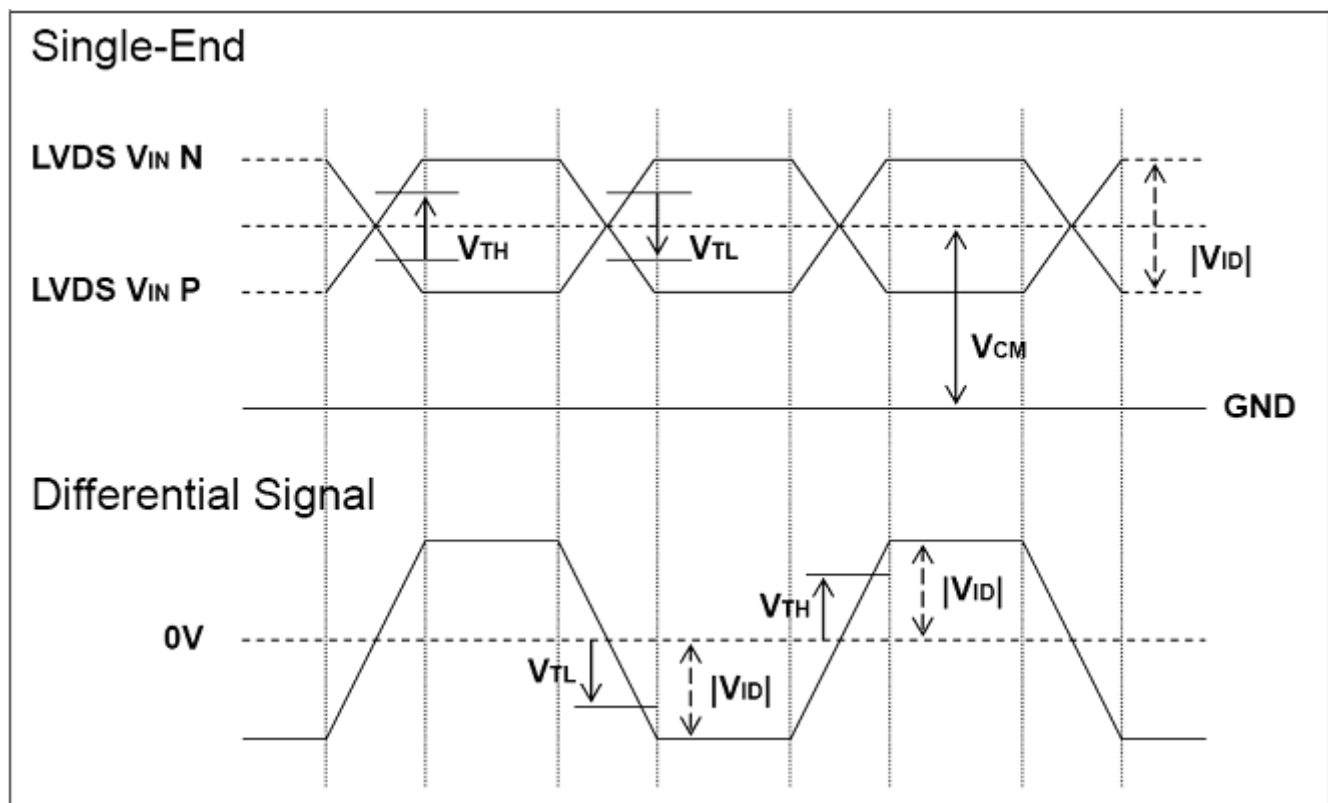 Single-End
LVDS VIN N
VTH
VTL
|VID|
LVDS VIN P
VCM
GND
Differential Signal
VTH
|VID|
0V
VTL
|VID|